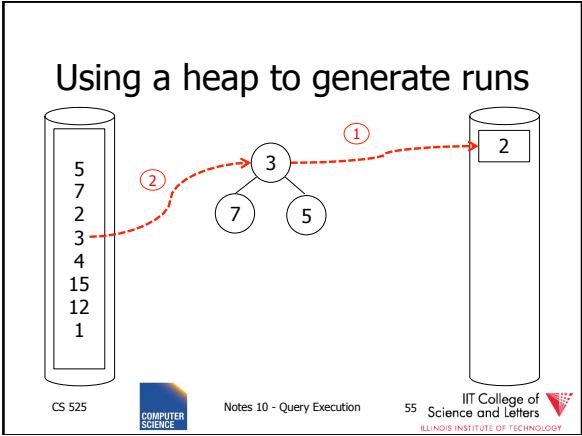 Using a heap to generate runs
5
7
2
3
4
15
12
1
2
3
7
5
1
2
CS 525
COMPUTER
SCIENCE
Notes 10 - Query Execution
55
IIT College of
Science and Letters
ILLINOIS INSTITUTE OF TECHNOLOGY